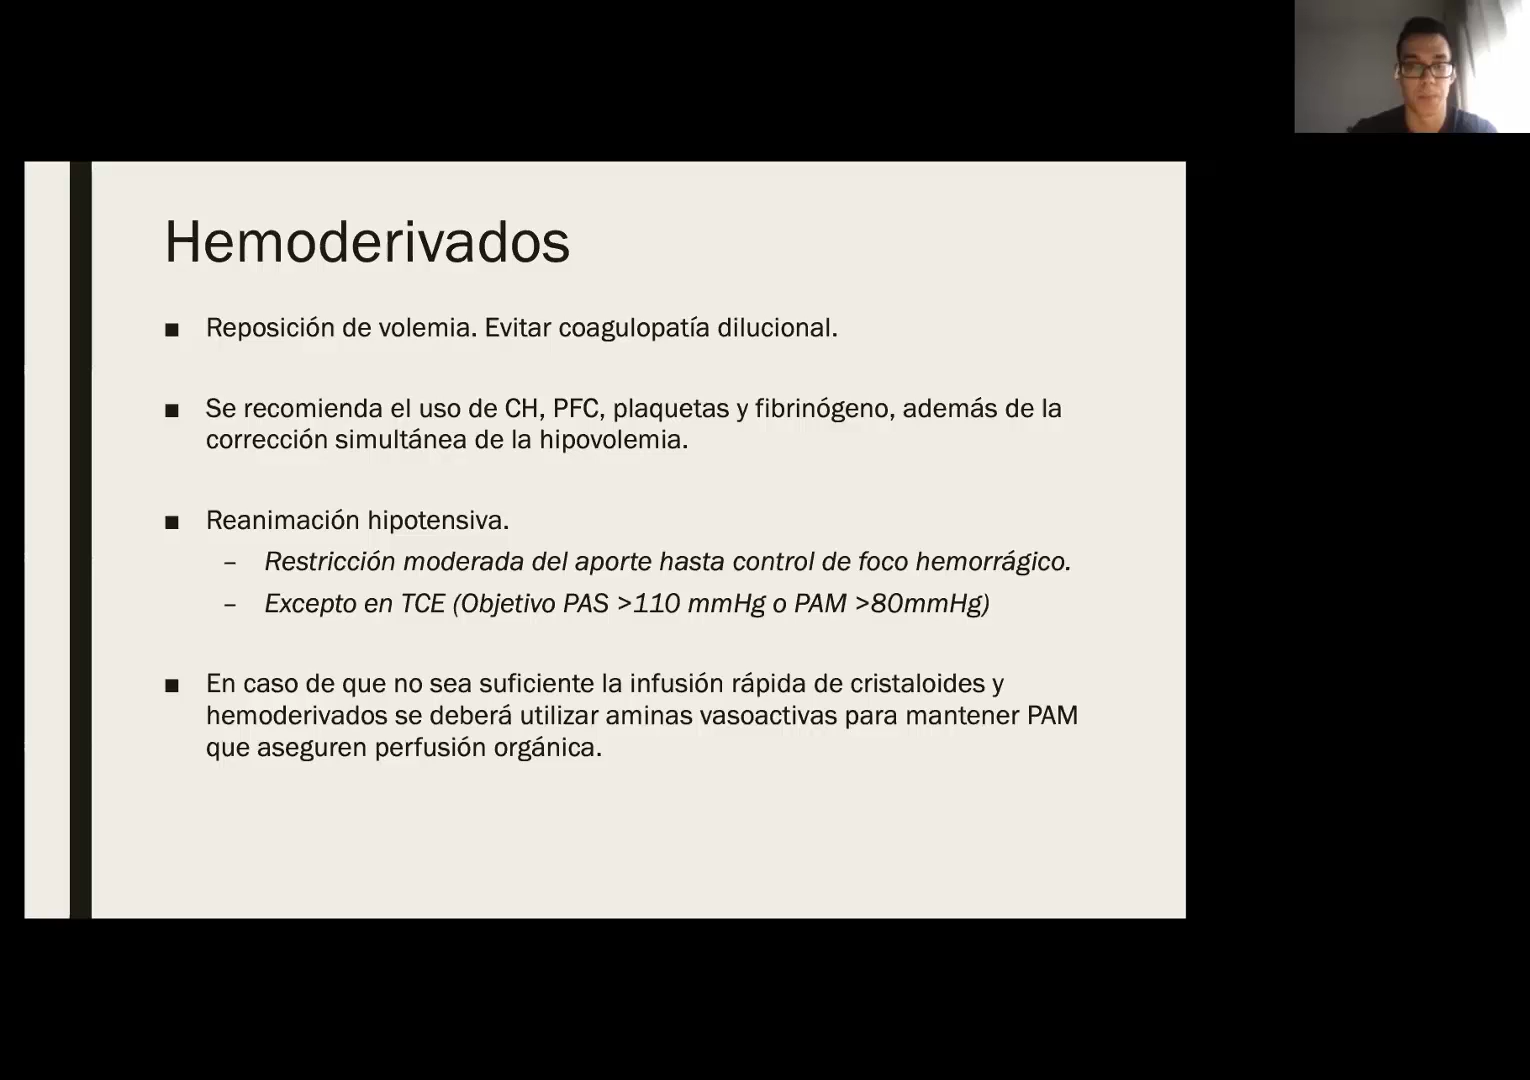 Hemoderivados
■ Reposición de volemia. Evitar coagulopatía dilucional.
■ Se recomienda el uso de CH, PFC, plaquetas y fibrinógeno, además de la
corrección simultánea de la hipovolemia.
■ Reanimación hipotensiva.
– Restricción moderada del aporte hasta control de foco hemorrágico.
– Excepto en TCE (Objetivo PAS >110 mmHg o PAM >80mmHg)
■ En caso de que no sea suficiente la infusión rápida de cristaloides y
hemoderivados se deberá utilizar aminas vasoactivas para mantener PAM
que aseguren perfusión orgánica.